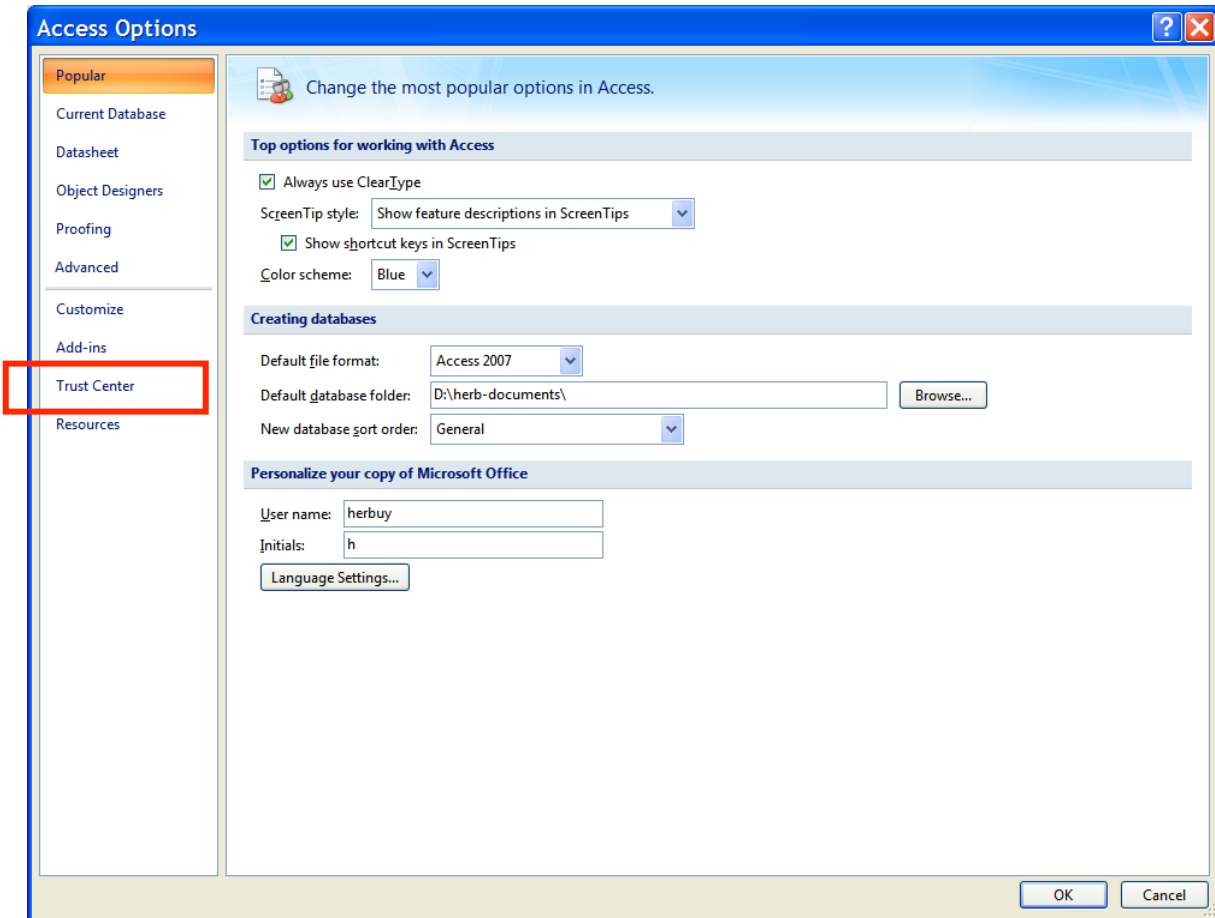 Access Options
Popular
Current Database
Datasheet
Object Designers
Proofing
Advanced
Customize
Add-ins
Trust Center
Resources
Change the most popular options in Access.
Top options for working with Access
Always use ClearType
ScreenTip style: Show feature descriptions in ScreenTips
Show shortcut keys in ScreenTips
Color scheme: Blue
Creating databases
Default file format: Access 2007
Default database folder: D:\herb-documents\ Browse...
New database sort order: General
Personalize your copy of Microsoft Office
User name: herbuy
Initials: h
Language Settings...
OK Cancel